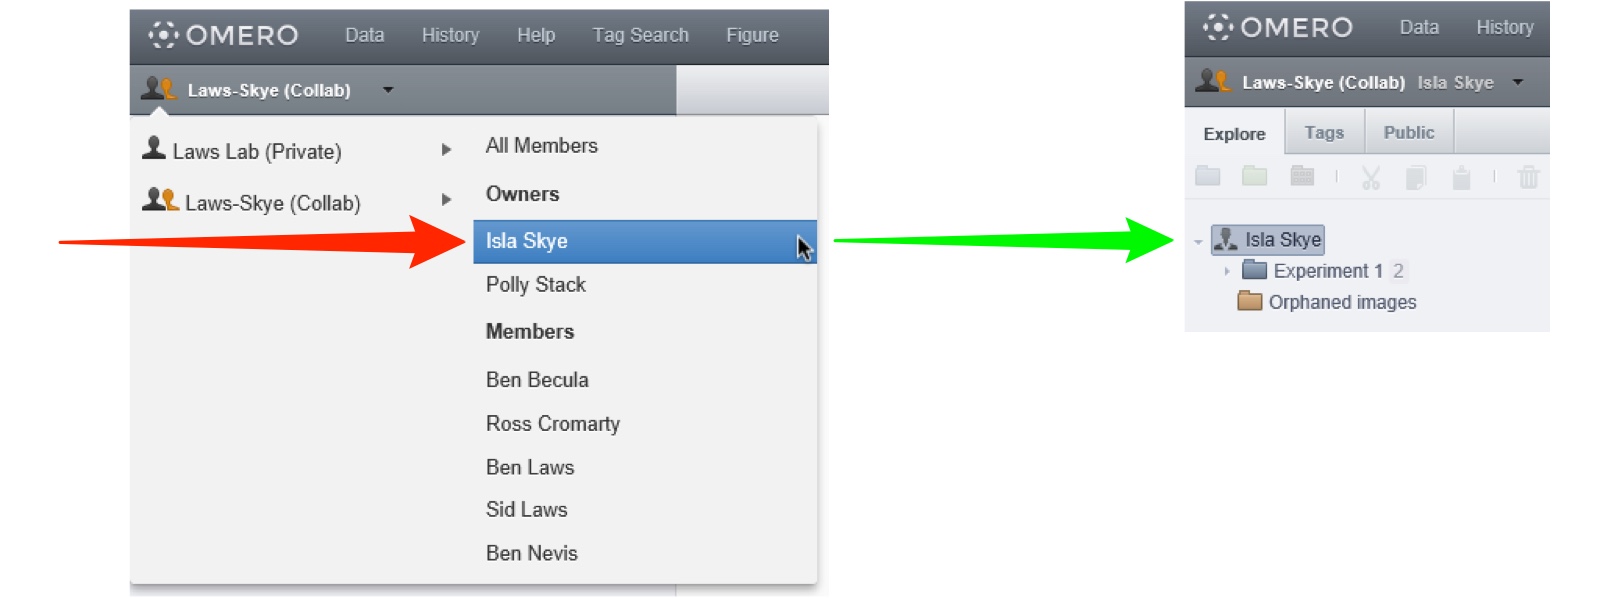 OMERO Data History Help Tag Search Figure
Laws-Skye (Collab)
Laws Lab (Private)
Laws-Skye (Collab)
All Members
Owners
Isla Skye
Polly Stack
Members
Ben Becula
Ross Cromarty
Ben Laws
Sid Laws
Ben Nevis
OMERO Data History
Laws-Skye (Collab) Isla Skye
Explore Tags Public
Isla Skye
Experiment 1 2
Orphaned images